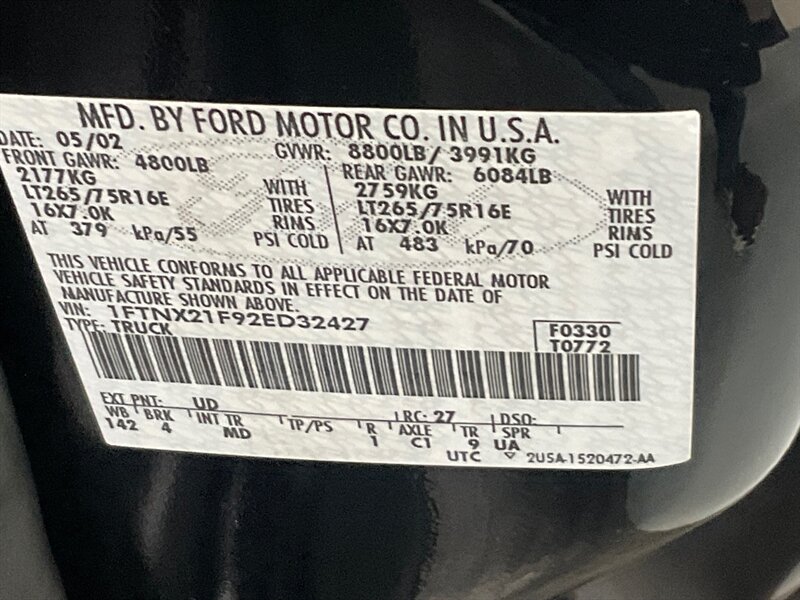 MFD. BY FORD MOTOR CO. IN U.S.A.
DATE: 05/02 GVWR: 8800LB/ 3991KG
FRONT GAWR: 4800LB REAR GAWR: 6084LB
2177KG WITH 2759KG WITH
LT265/75R16E TIRES LT265/75R16E TIRES
16X7.0K RIMS 16X7.0K RIMS
AT 379 kPa/55 PSI COLD AT 483 kPa/70 PSI COLD
THIS VEHICLE CONFORMS TO ALL APPLICABLE FEDERAL MOTOR
VEHICLE SAFETY STANDARDS IN EFFECT ON THE DATE OF
MANUFACTURE SHOWN ABOVE.
VIN: 1FTNX21F92ED32427
TYPE: TRUCK F0330
T0772
EXT PNT: UD RC: 27 DSO:
WB BRK INT TR TP/PS R AXLE TR SPR
142 4 MD 1 C1 9 UA
UTC ▽ 2U5A-1520472-AA